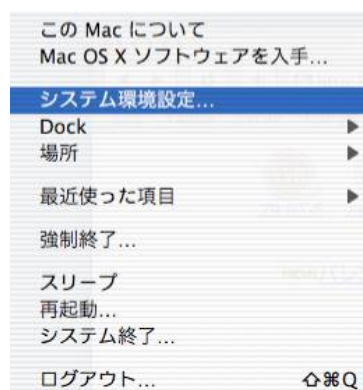 この Mac について
Mac OS X ソフトウェアを入手...
システム環境設定...
Dock
場所
最近使った項目
強制終了...
スリープ
再起動...
システム終了...
ログアウト... ⇧⌘Q